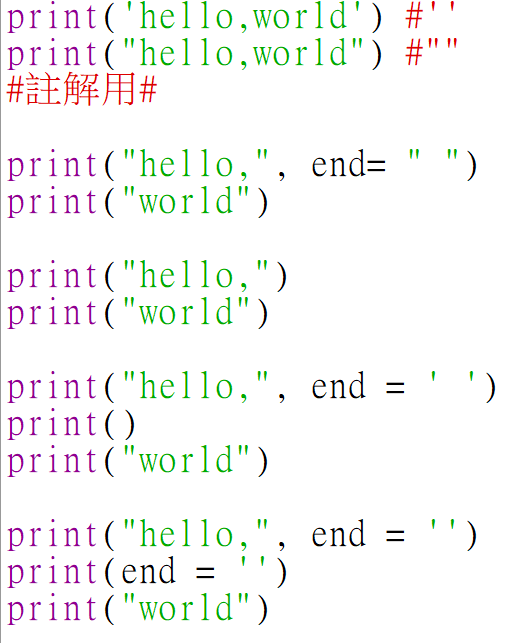 print('hello,world') #''
print("hello,world") #""
#註解用#
print("hello,", end= " ")
print("world")
print("hello,")
print("world")
print("hello,", end = ' ')
print()
print("world")
print("hello,", end = '')
print(end = '')
print("world")